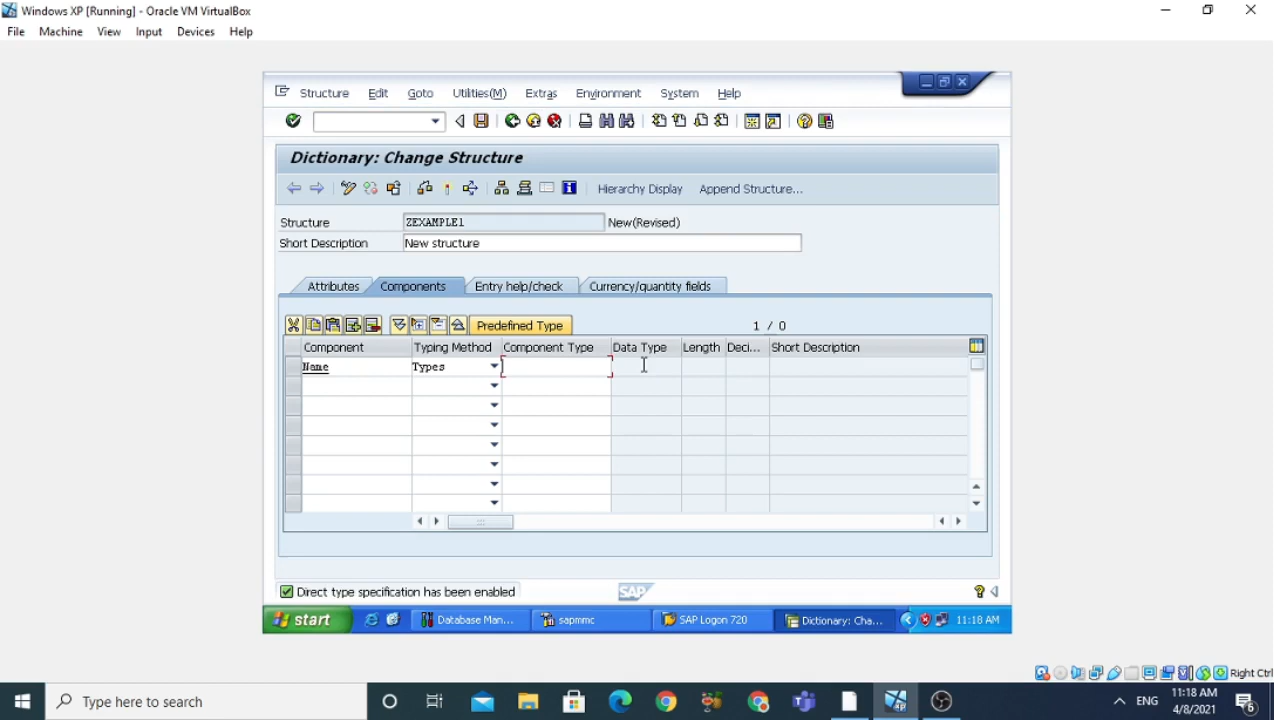 Windows XP [Running] - Oracle VM VirtualBox
File Machine View Input Devices Help
Structure Edit Goto Utilities(M) Extras Environment System Help
Dictionary: Change Structure
Hierarchy Display Append Structure...
Structure ZEXAMPLE1 New(Revised)
Short Description New structure
Attributes Components Entry help/check Currency/quantity fields
Predefined Type 1 / 0
Component Typing Method Component Type Data Type Length Deci... Short Description
Name Types
Direct type specification has been enabled SAP
start Database Man... sapmmc SAP Logon 720 Dictionary: Cha... 11:18 AM
Right Ctrl
Type here to search ENG 11:18 AM
4/8/2021 6